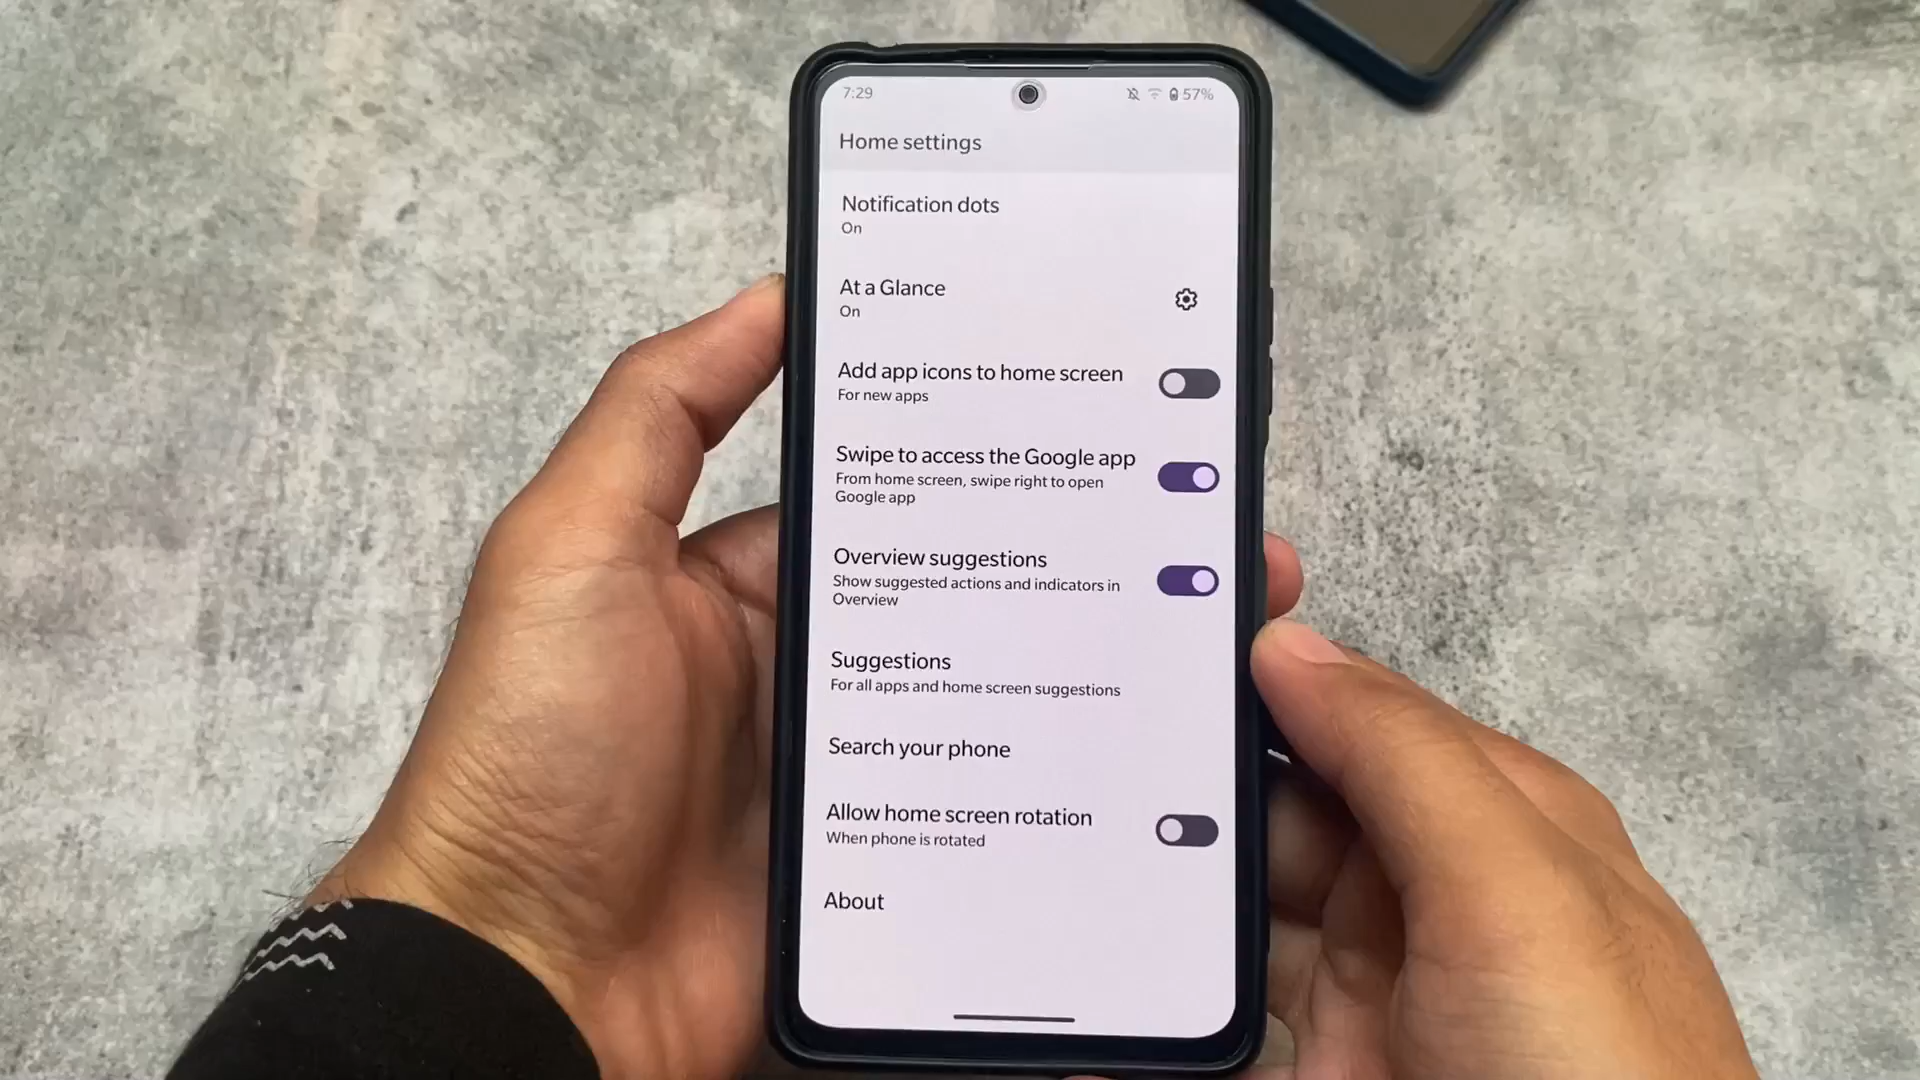 7:29
57%
Home settings
Notification dots
On
At a Glance
On
Add app icons to home screen
For new apps
Swipe to access the Google app
From home screen, swipe right to open
Google app
Overview suggestions
Show suggested actions and indicators in
Overview
Suggestions
For all apps and home screen suggestions
Search your phone
Allow home screen rotation
When phone is rotated
About